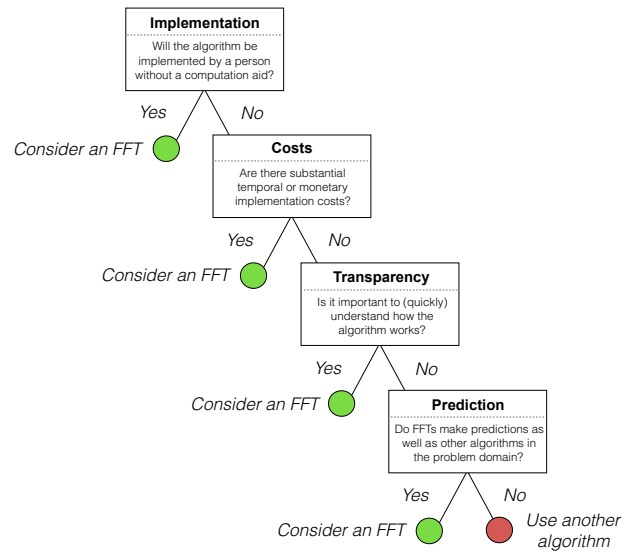 Implementation
Will the algorithm be
implemented by a person
without a computation aid?
Yes
No
Consider an FFT
Costs
Are there substantial
temporal or monetary
implementation costs?
Yes
No
Consider an FFT
Transparency
Is it important to (quickly)
understand how the
algorithm works?
Yes
No
Consider an FFT
Prediction
Do FFTs make predictions as
well as other algorithms in
the problem domain?
Yes
No
Consider an FFT
Use another
algorithm